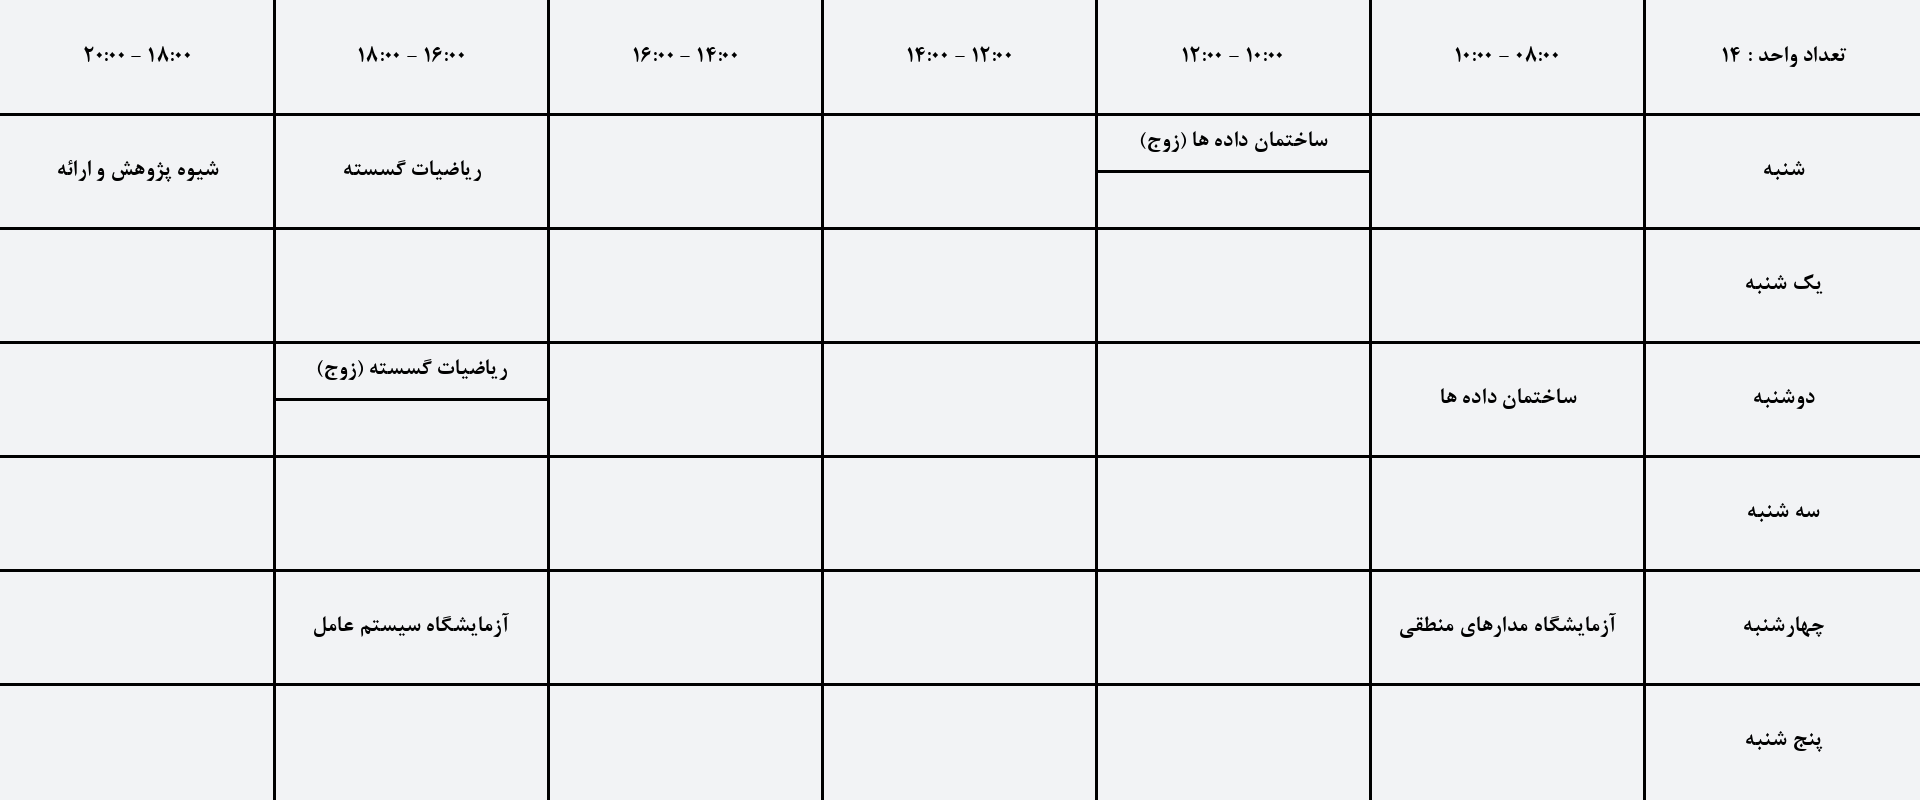 تعداد واحد : ۱۴
۰۸:۰۰ - ۱۰:۰۰
۱۰:۰۰ - ۱۲:۰۰
۱۲:۰۰ - ۱۴:۰۰
۱۴:۰۰ - ۱۶:۰۰
۱۶:۰۰ - ۱۸:۰۰
۱۸:۰۰ - ۲۰:۰۰
شنبه
ساختمان داده ها (زوج)
ریاضیات گسسته
شیوه پژوهش و ارائه
یک شنبه
دوشنبه
ساختمان داده ها
ریاضیات گسسته (زوج)
سه شنبه
چهارشنبه
آزمایشگاه مدارهای منطقی
آزمایشگاه سیستم عامل
پنج شنبه